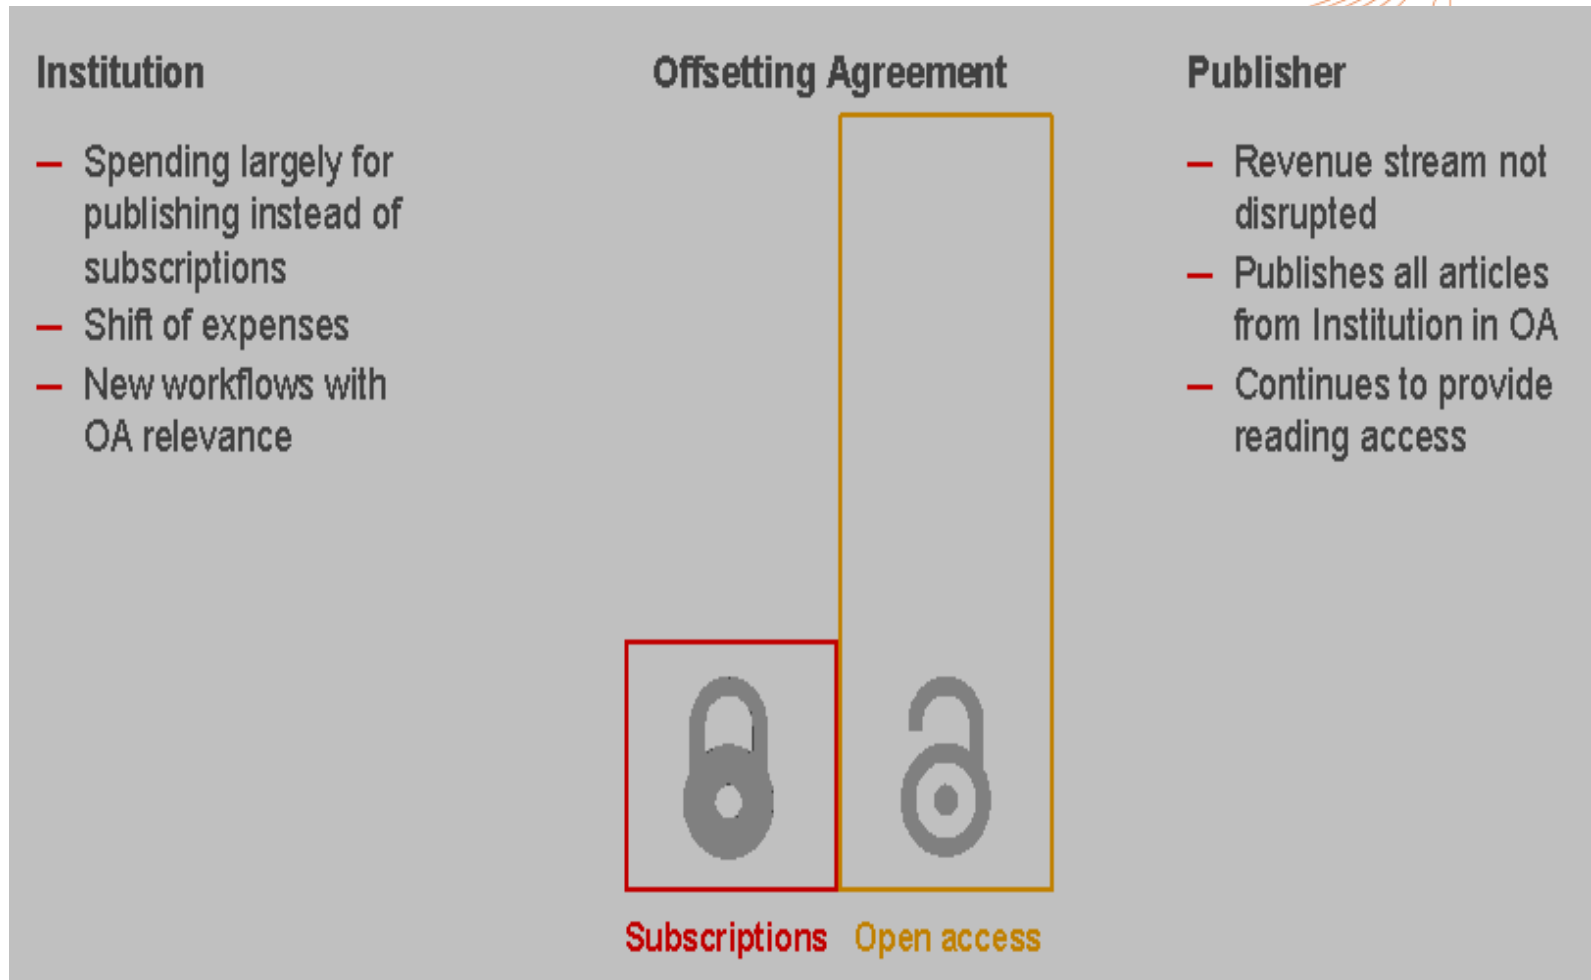 Institution
— Spending largely for
publishing instead of
subscriptions
— Shift of expenses
— New workflows with
OA relevance
Offsetting Agreement
Subscriptions
Open access
Publisher
— Revenue stream not
disrupted
— Publishes all articles
from Institution in OA
— Continues to provide
reading access